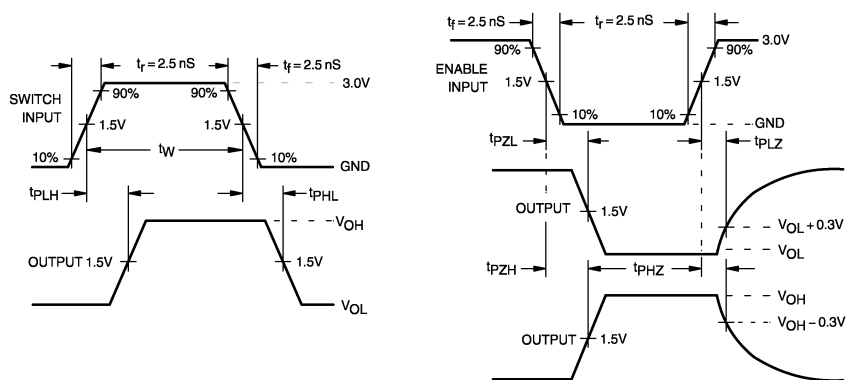 tr = 2.5 nS
tf = 2.5 nS
3.0V
90%
90%
SWITCH
INPUT
1.5V
1.5V
tW
10%
10%
GND
tPLH
tPHL
VOH
OUTPUT 1.5V
1.5V
VOL
tf = 2.5 nS
tr = 2.5 nS
3.0V
90%
90%
ENABLE
INPUT
1.5V
1.5V
10%
10%
GND
tPZL
tPLZ
OUTPUT
1.5V
VOL + 0.3V
VOL
tPZH
tPHZ
VOH
VOH – 0.3V
OUTPUT
1.5V